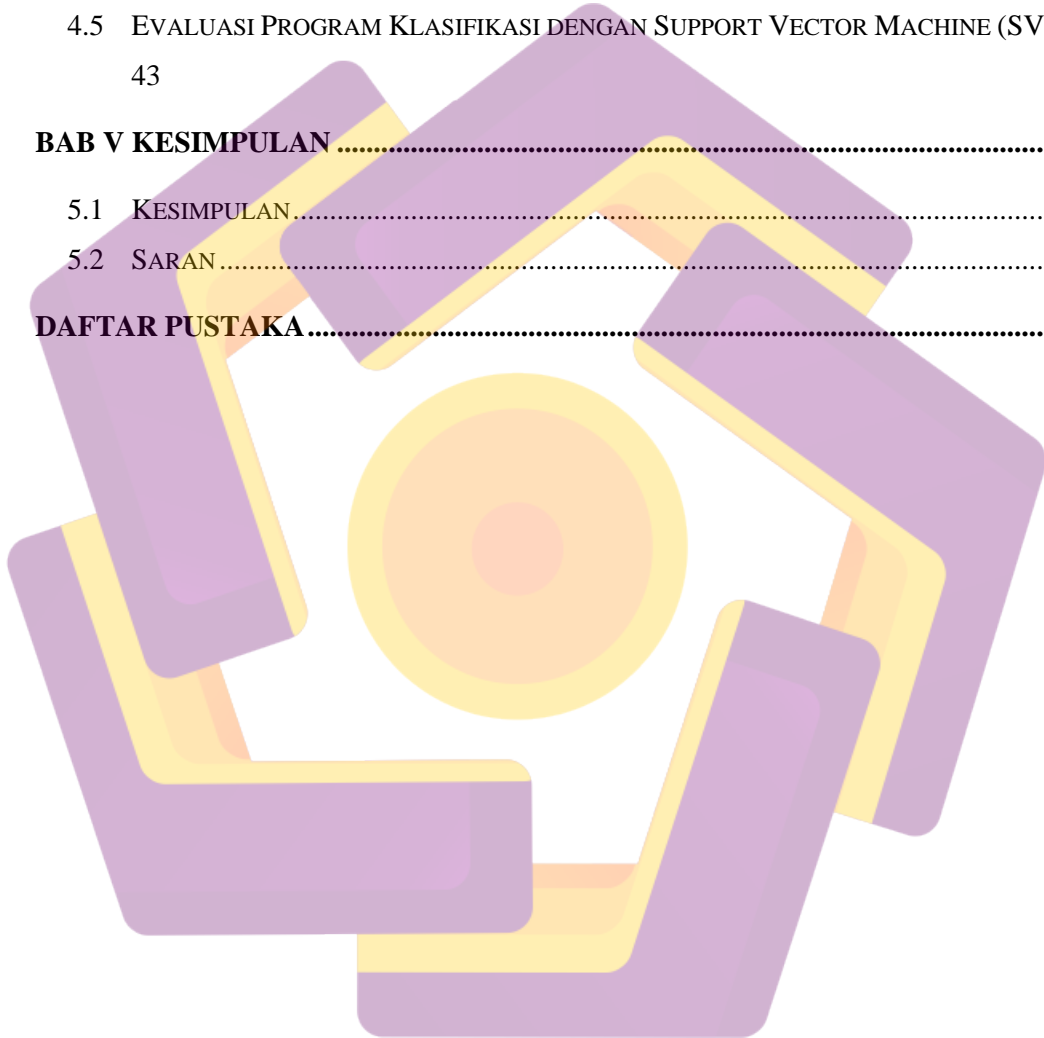 4.5 EVALUASI PROGRAM KLASIFIKASI DENGAN SUPPORT VECTOR MACHINE (SV
43
BAB V KESIMPULAN ........................................................................................................
5.1 KESIMPULAN ........................................................................................................
5.2 SARAN ........................................................................................................
DAFTAR PUSTAKA ........................................................................................................